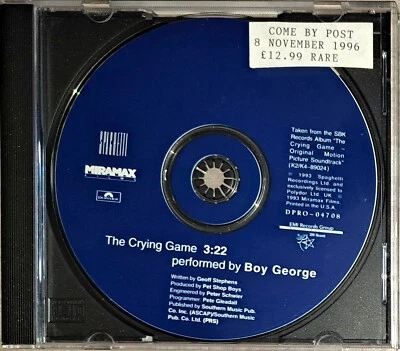 COME BY POST
8 NOVEMBER 1996
£12.99 RARE
SPAGHETTI
MIRAMAX
Polydor
Taken from the SBK
Records Album "The
Crying Game –
Original Motion
Picture Soundtrack"
(K2/K4-89024)
℗ 1993 Spaghetti
Recordings Ltd and
exclusively licensed to
Polydor Ltd. UK ©
1993 Miramax Films.
Printed in the U.S.A.
DPRO-04708
EMI Records Group
The Crying Game 3:22
performed by Boy George
Written by Geoff Stephens
Produced by Pet Shop Boys
Engineered by Peter Schwier
Programmer Pete Gleadall
Published by Southern Music Pub.
Co. Inc. (ASCAP)/Southern Music
Pub. Co. Ltd. (PRS)